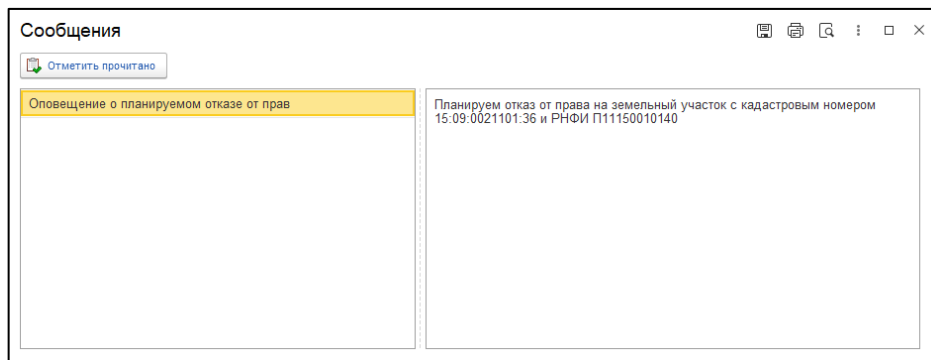 Сообщения
Отметить прочитано
Оповещение о планируемом отказе от прав
Планируем отказ от права на земельный участок с кадастровым номером
15:09:0021101:36 и РНФИ П11150010140